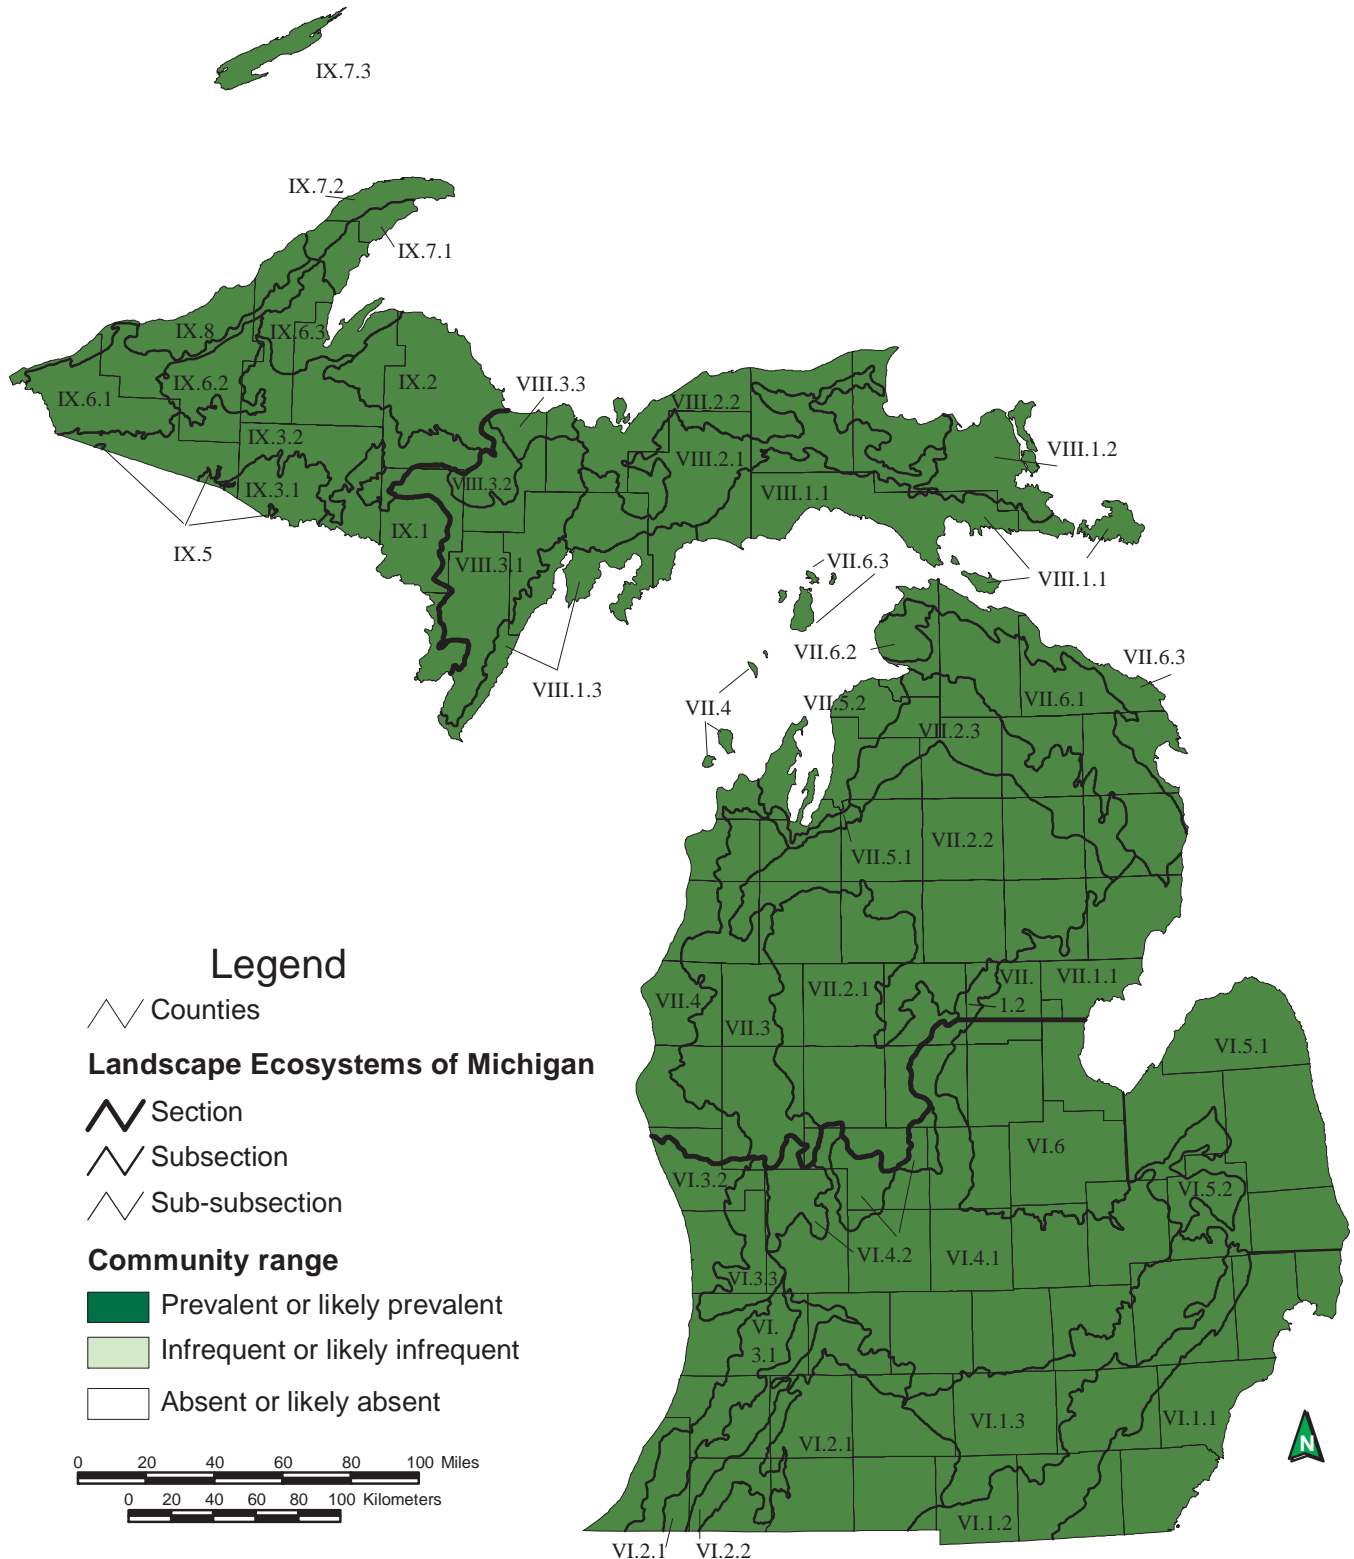 IX.7.3
IX.7.2
IX.7.1
IX.8
IX.6.3
IX.6.2
IX.6.1
IX.2
VIII.3.3
VIII.2.2
IX.3.2
VIII.2.1
VIII.1.2
IX.3.1
VIII.3.2
VIII.1.1
IX.1
IX.5
VIII.3.1
VII.6.3
VIII.1.1
VII.6.2
VII.6.3
VIII.1.3
VII.4
VII.5.2
VII.6.1
VII.2.3
VII.2.2
VII.5.1
VII.4
VII.3
VII.2.1
VII.
1.2
VII.1.1
VI.5.1
VI.6
VI.3.2
VI.5.2
VI.4.2
VI.4.1
VI.3.3
VI.
3.1
VI.1.3
VI.1.1
VI.2.1
VI.1.2
VI.2.1
VI.2.2
Legend
Counties
Landscape Ecosystems of Michigan
Section
Subsection
Sub-subsection
Community range
Prevalent or likely prevalent
Infrequent or likely infrequent
Absent or likely absent
0 20 40 60 80 100 Miles
0 20 40 60 80 100 Kilometers
N